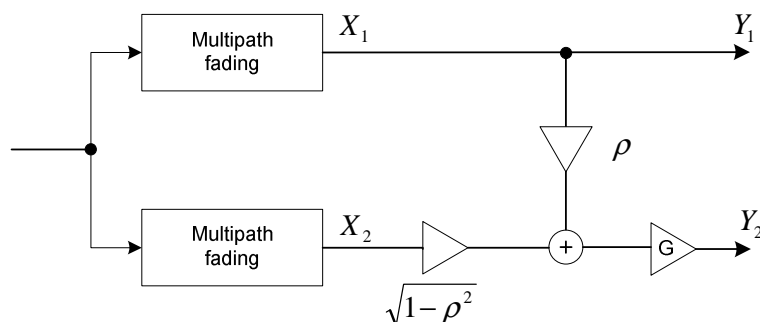 Multipath
fading
X₁
Y₁
ρ
Multipath
fading
X₂
+
G
Y₂
√(1−ρ²)